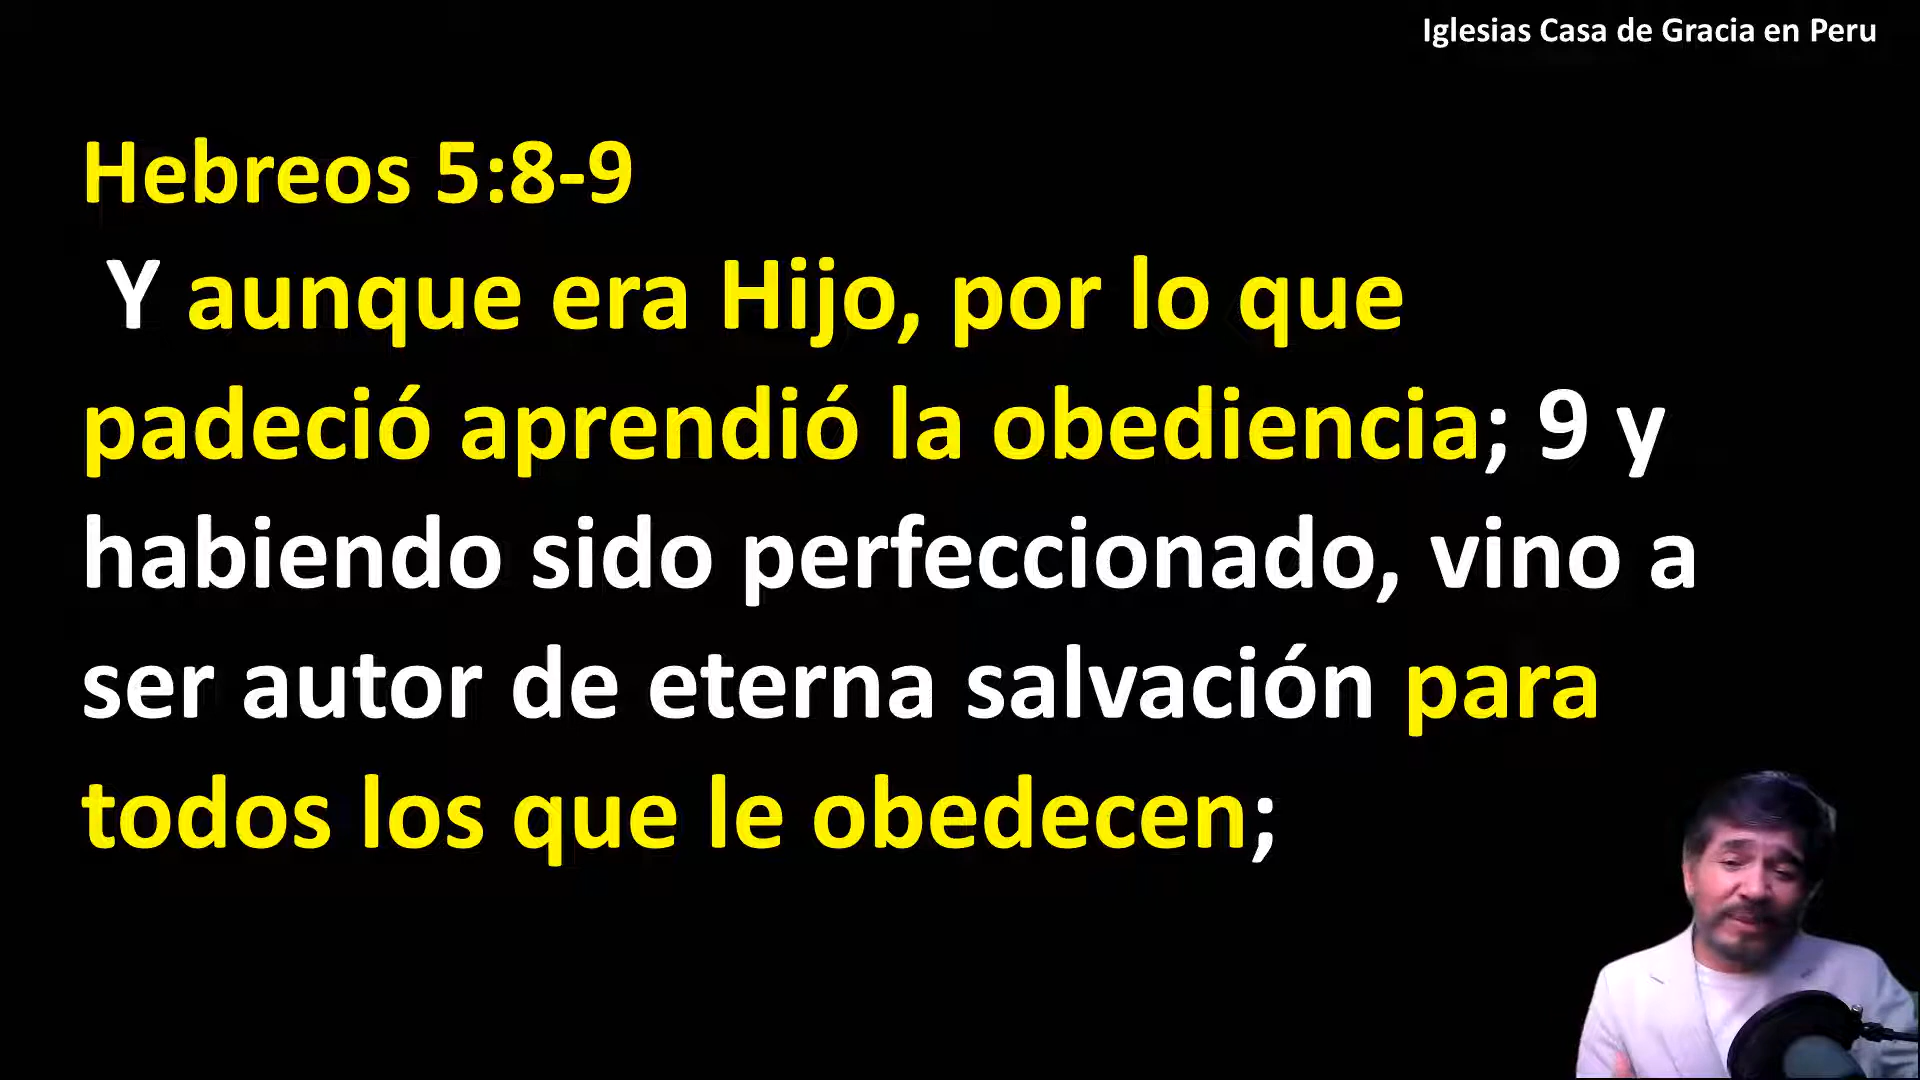 Iglesias Casa de Gracia en Peru
Hebreos 5:8-9
Y aunque era Hijo, por lo que
padeció aprendió la obediencia; 9 y
habiendo sido perfeccionado, vino a
ser autor de eterna salvación para
todos los que le obedecen;